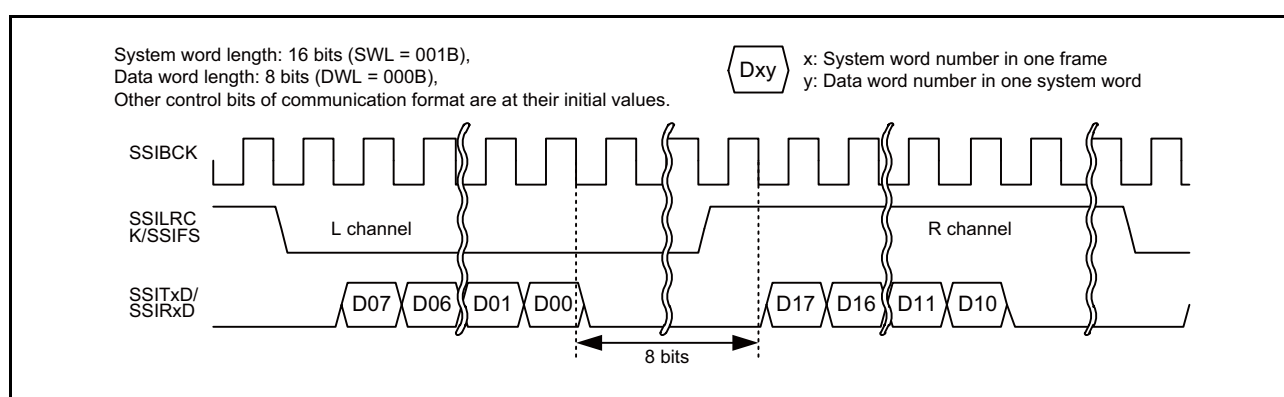 System word length: 16 bits (SWL = 001B),
Data word length: 8 bits (DWL = 000B),
Other control bits of communication format are at their initial values.
Dxy
x: System word number in one frame
y: Data word number in one system word
SSIBCK
SSILRC
K/SSIFS
L channel
R channel
SSITxD/
SSIRxD
D07 D06 D01 D00 D17 D16 D11 D10
8 bits